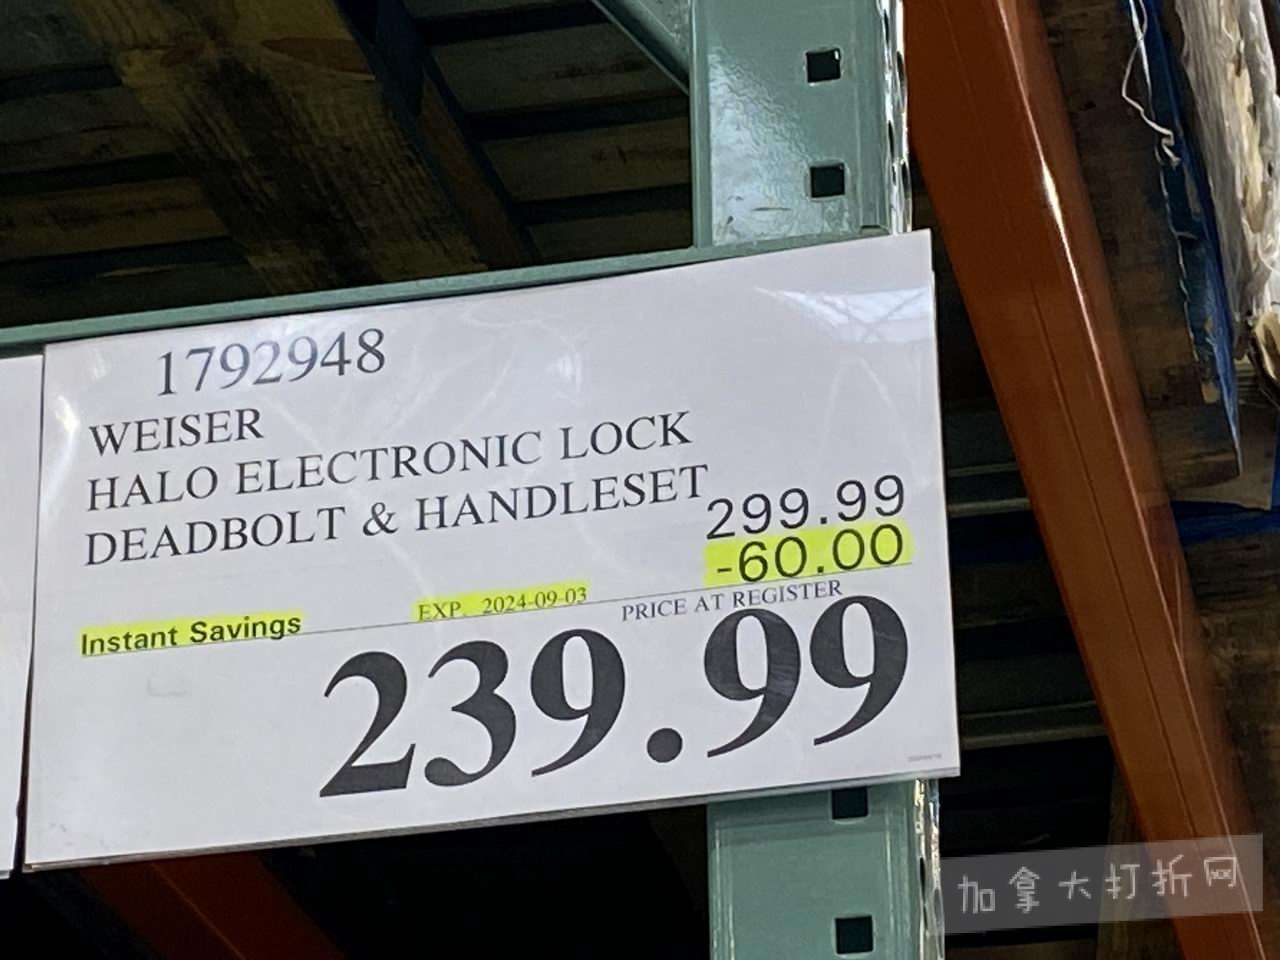 1792948
WEISER
HALO ELECTRONIC LOCK
DEADBOLT & HANDLESET
299.99
-60.00
Instant Savings
EXP. 2024-09-03
PRICE AT REGISTER
239.99
加拿大打折网